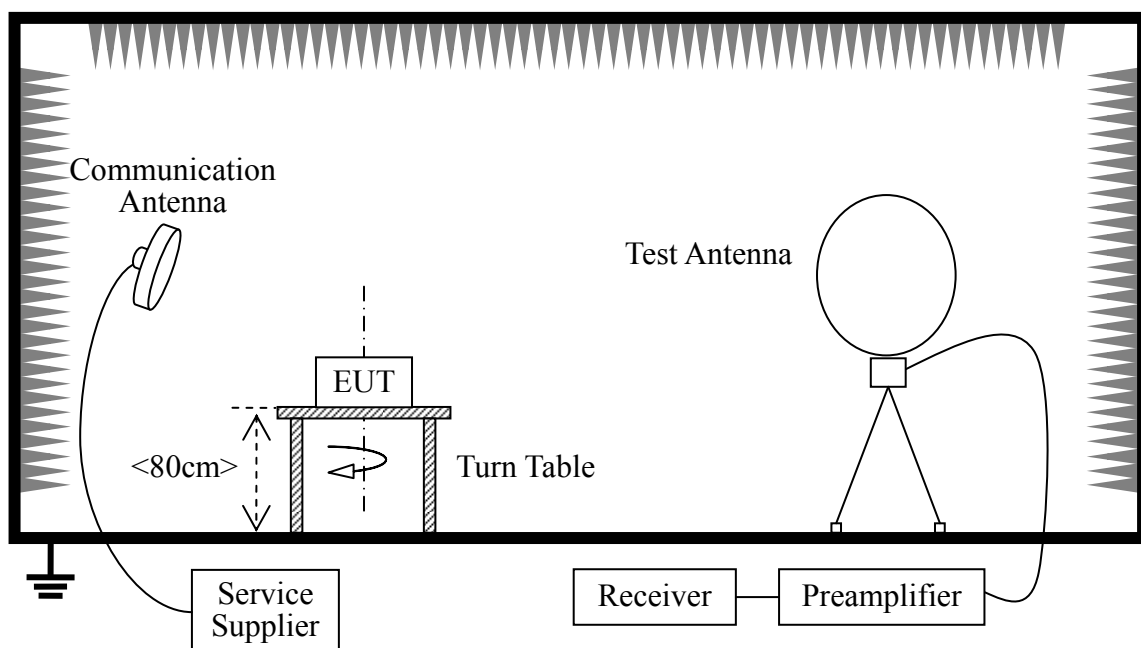 Communication
Antenna
Test Antenna
EUT
<80cm>
Turn Table
Service
Supplier
Receiver
Preamplifier